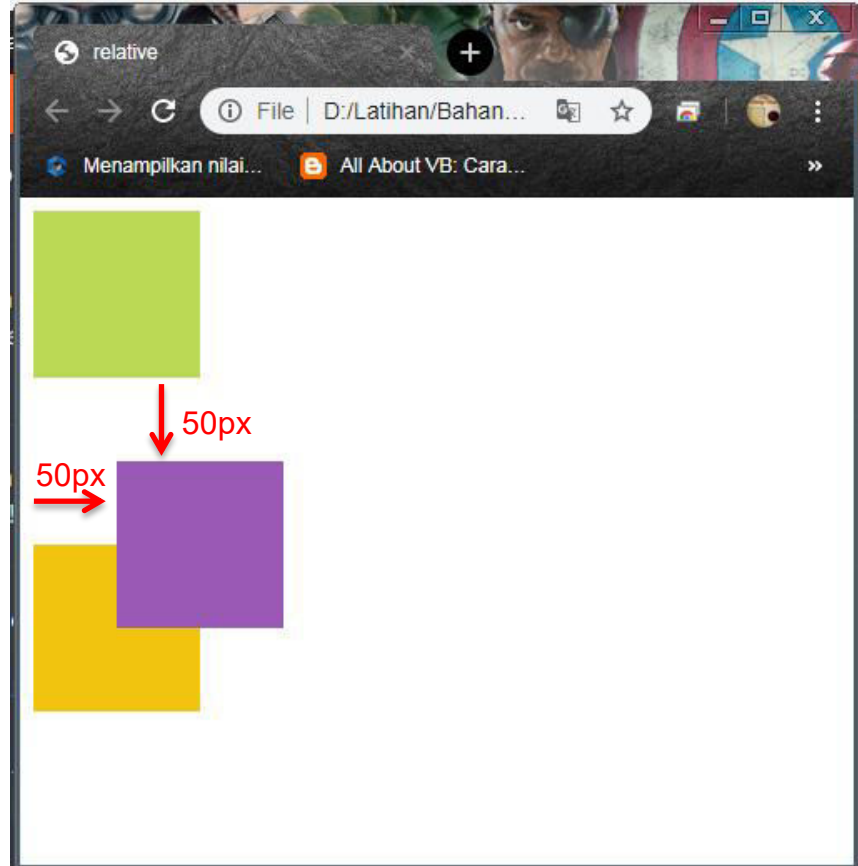 relative
File | D:/Latihan/Bahan...
Menampilkan nilai... All About VB: Cara...
50px
50px